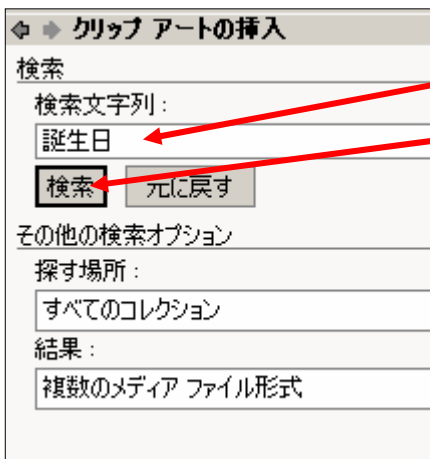 クリップ アートの挿入
検索
検索文字列:
誕生日
検索 元に戻す
その他の検索オプション
探す場所:
すべてのコレクション
結果:
複数のメディア ファイル形式